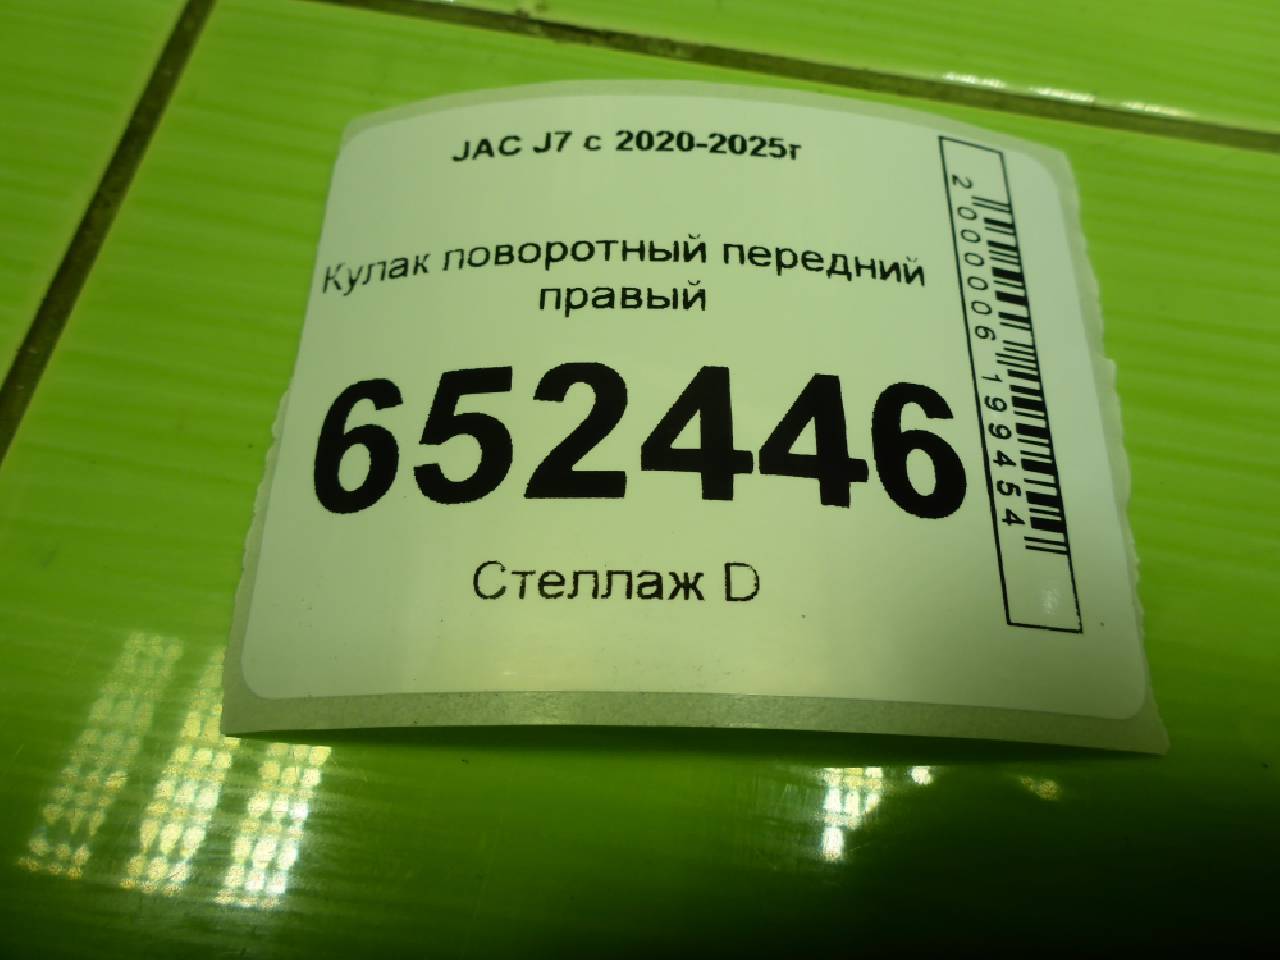 JAC J7 с 2020-2025г
Кулак поворотный передний
правый
652446
Стеллаж D
2000006199454